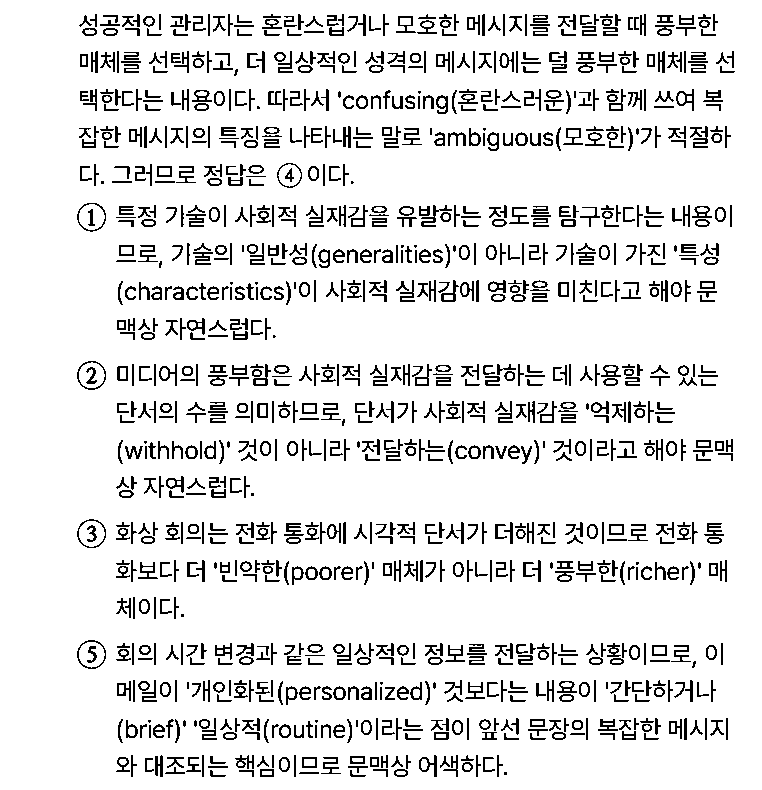 성공적인 관리자는 혼란스럽거나 모호한 메시지를 전달할 때 풍부한
매체를 선택하고, 더 일상적인 성격의 메시지에는 덜 풍부한 매체를 선
택한다는 내용이다. 따라서 'confusing(혼란스러운)'과 함께 쓰여 복
잡한 메시지의 특징을 나타내는 말로 'ambiguous(모호한)'가 적절하
다. 그러므로 정답은 ④이다.
① 특정 기술이 사회적 실재감을 유발하는 정도를 탐구한다는 내용이
므로, 기술의 '일반성(generalities)'이 아니라 기술이 가진 '특성
(characteristics)'이 사회적 실재감에 영향을 미친다고 해야 문
맥상 자연스럽다.
② 미디어의 풍부함은 사회적 실재감을 전달하는 데 사용할 수 있는
단서의 수를 의미하므로, 단서가 사회적 실재감을 '억제하는
(withhold)' 것이 아니라 '전달하는(convey)' 것이라고 해야 문맥
상 자연스럽다.
③ 화상 회의는 전화 통화에 시각적 단서가 더해진 것이므로 전화 통
화보다 더 '빈약한(poorer)' 매체가 아니라 더 '풍부한(richer)' 매
체이다.
⑤ 회의 시간 변경과 같은 일상적인 정보를 전달하는 상황이므로, 이
메일이 '개인화된(personalized)' 것보다는 내용이 '간단하거나
(brief)' '일상적(routine)'이라는 점이 앞선 문장의 복잡한 메시지
와 대조되는 핵심이므로 문맥상 어색하다.